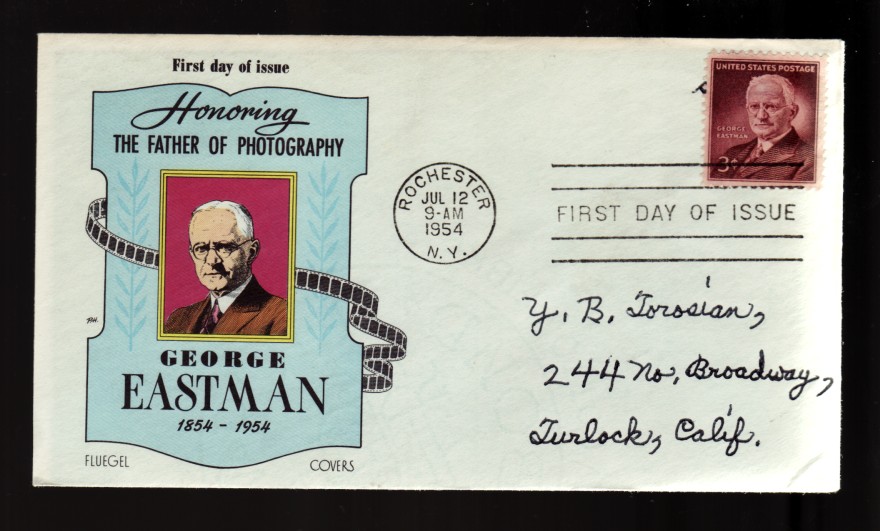 First day of issue
Honoring
THE FATHER OF PHOTOGRAPHY
GEORGE
EASTMAN
1854 - 1954
FLUEGEL COVERS
ROCHESTER
JUL 12
9-AM
1954
N.Y.
UNITED STATES POSTAGE
GEORGE
EASTMAN
3¢
FIRST DAY OF ISSUE
Y. B. Torosian,
244 No. Broadway,
Turlock, Calif.